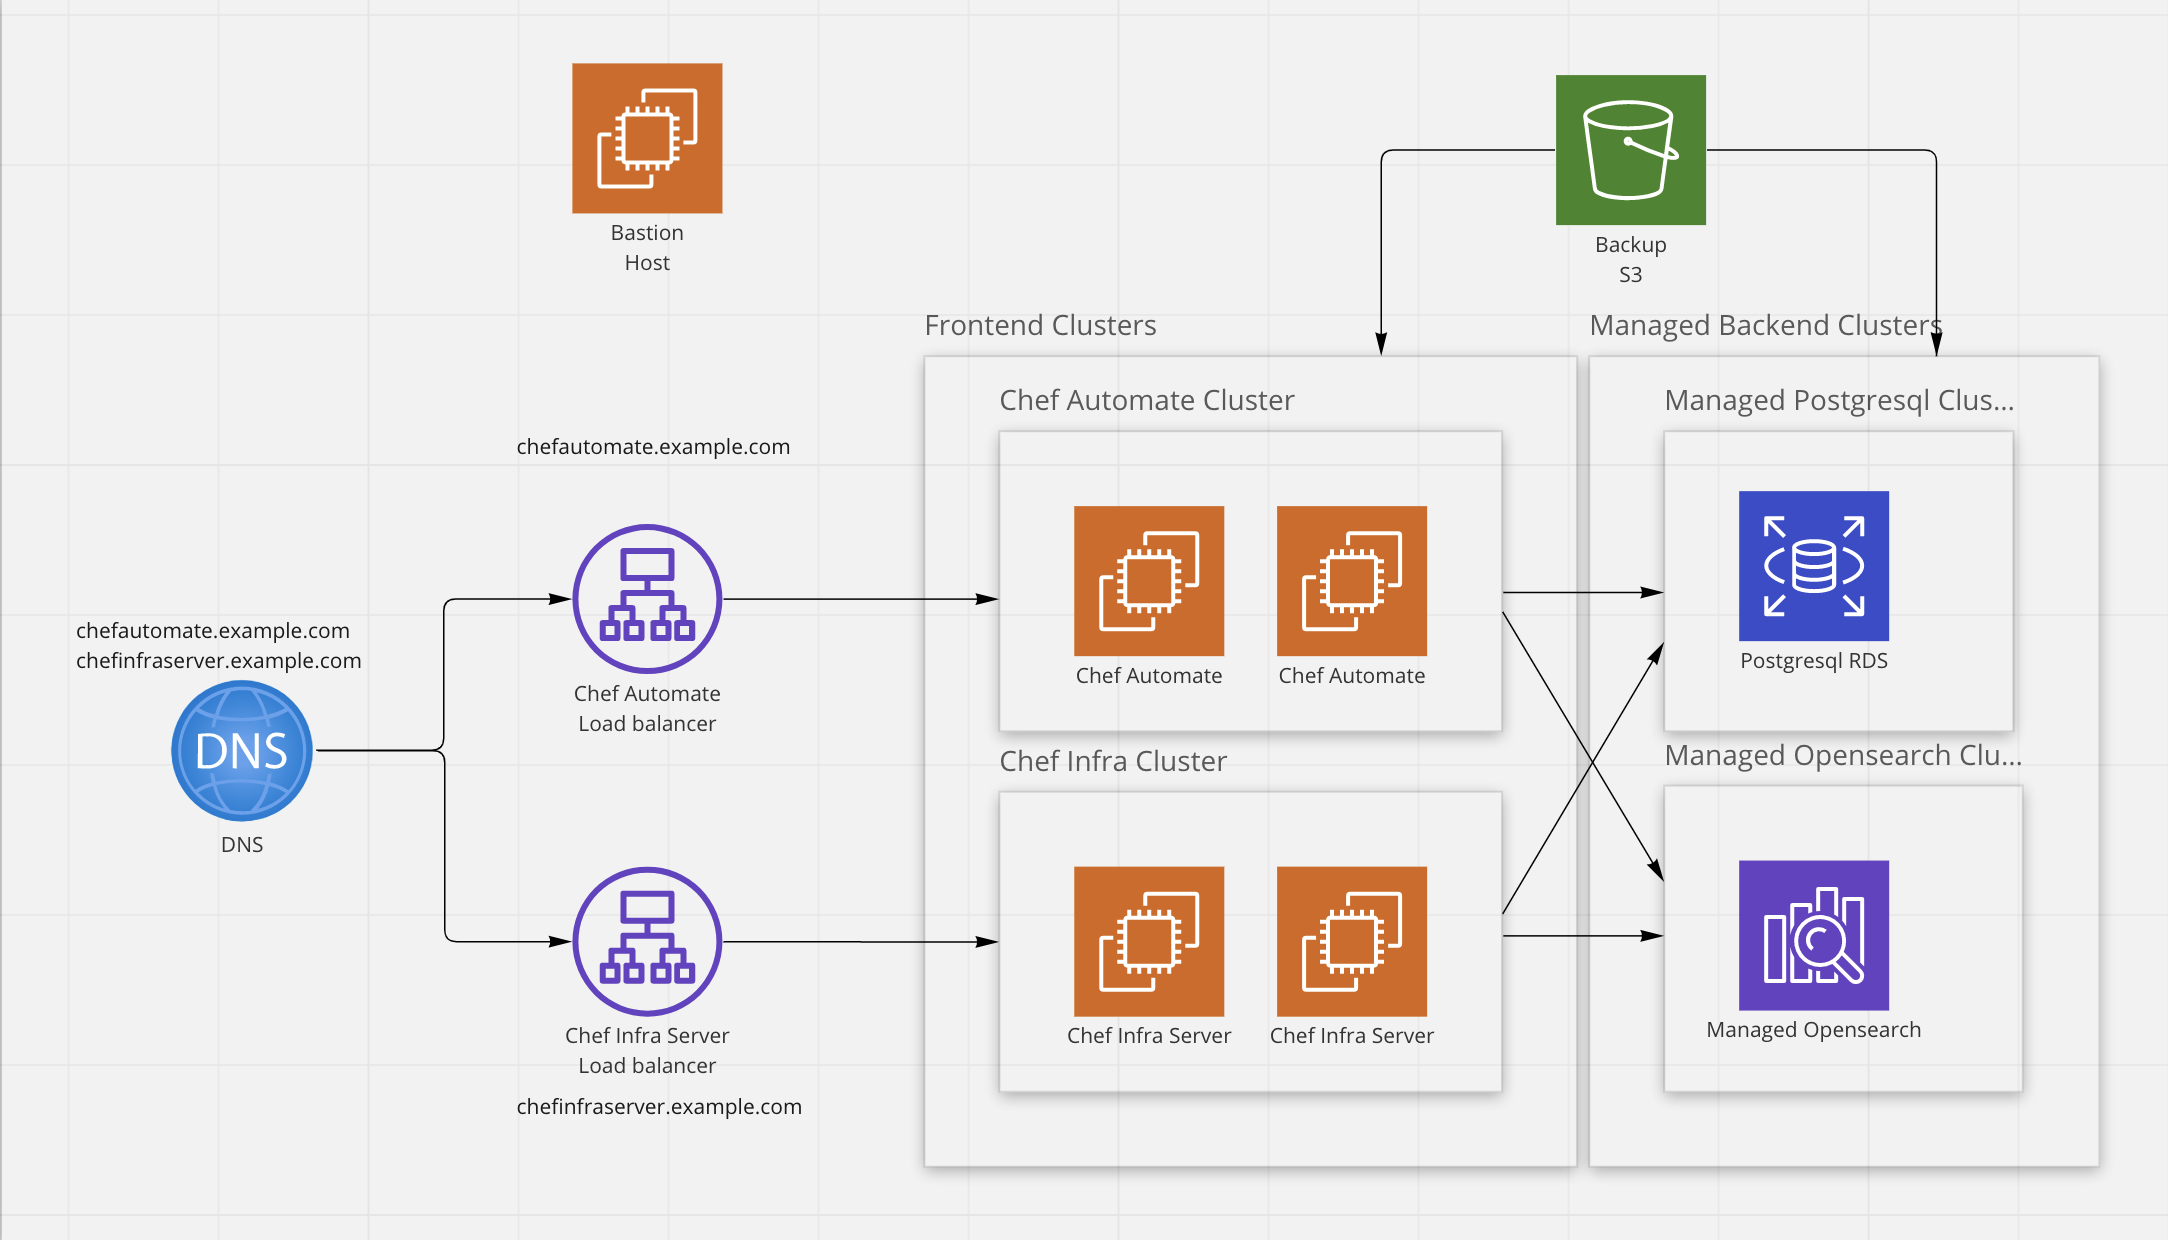 Bastion
Host
Backup
S3
Frontend Clusters
Managed Backend Clusters
Chef Automate Cluster
Managed Postgresql Clus...
chefautomate.example.com
Chef Automate
Chef Automate
Postgresql RDS
chefautomate.example.com
chefinfraserver.example.com
Chef Automate
Load balancer
DNS
DNS
Chef Infra Cluster
Managed Opensearch Clu...
Chef Infra Server
Load balancer
chefinfraserver.example.com
Chef Infra Server
Chef Infra Server
Managed Opensearch